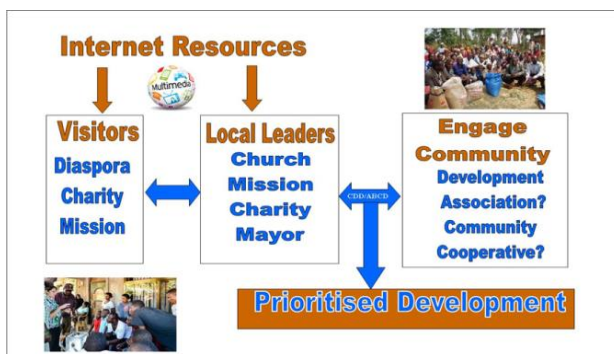 Internet Resources
Multimedia
Visitors
Diaspora
Charity
Mission
Local Leaders
Church
Mission
Charity
Mayor
CDD/ABCD
Engage
Community
Development
Association?
Community
Cooperative?
Prioritised Development